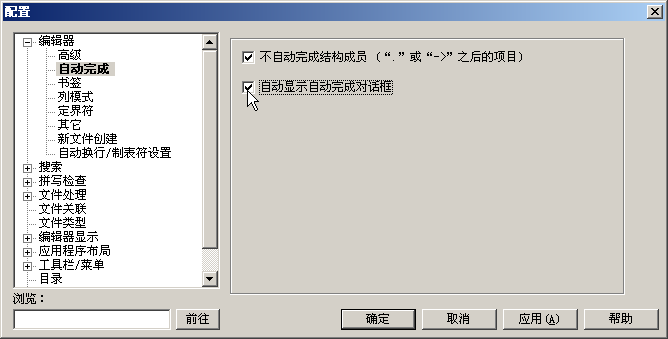 配置
编辑器
高级
自动完成
书签
列模式
定界符
其它
新文件创建
自动换行/制表符设置
搜索
拼写检查
文件处理
文件关联
文件类型
编辑器显示
应用程序布局
工具栏/菜单
目录
浏览：
前往
不自动完成结构成员 （“.”或“->”之后的项目）
自动显示自动完成对话框
确定
取消
应用(A)
帮助